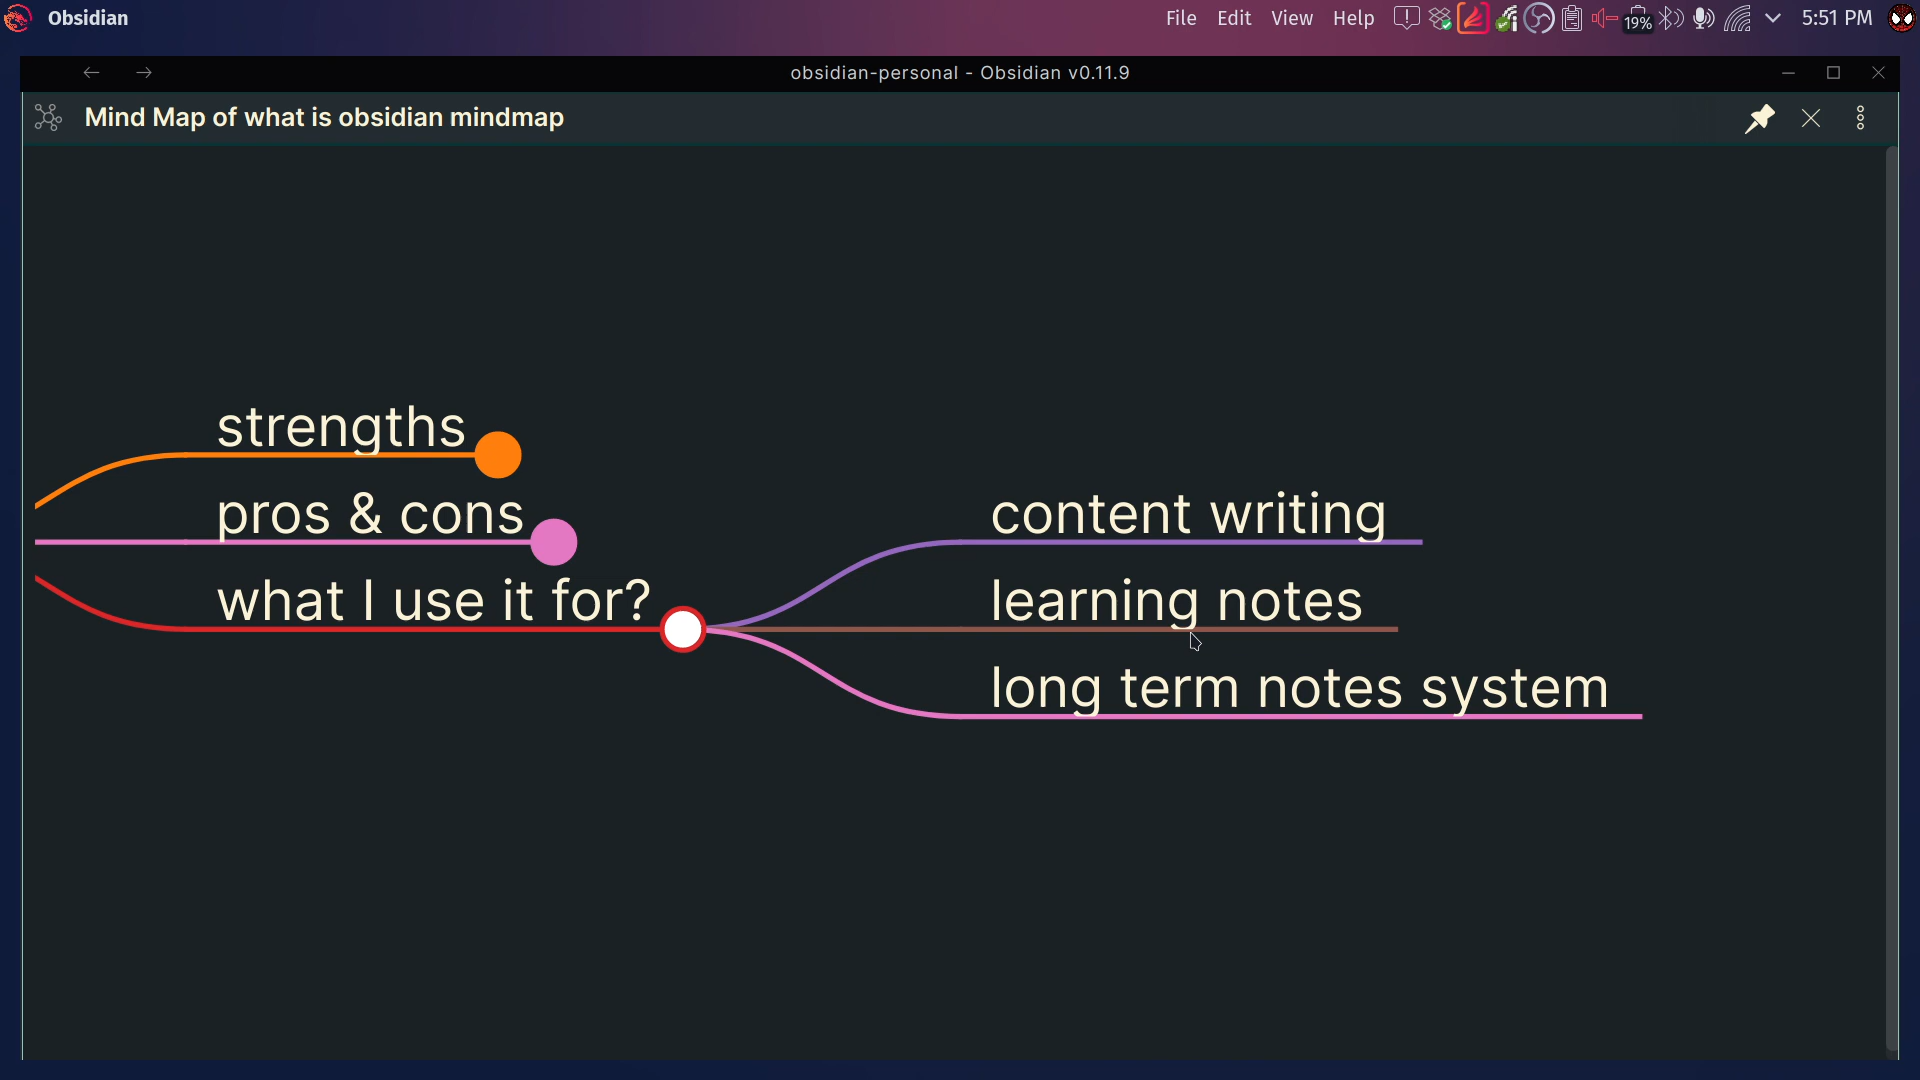 Obsidian
File Edit View Help 19% 5:51 PM
obsidian-personal - Obsidian v0.11.9
Mind Map of what is obsidian mindmap
strengths
pros & cons
what I use it for?
content writing
learning notes
long term notes system